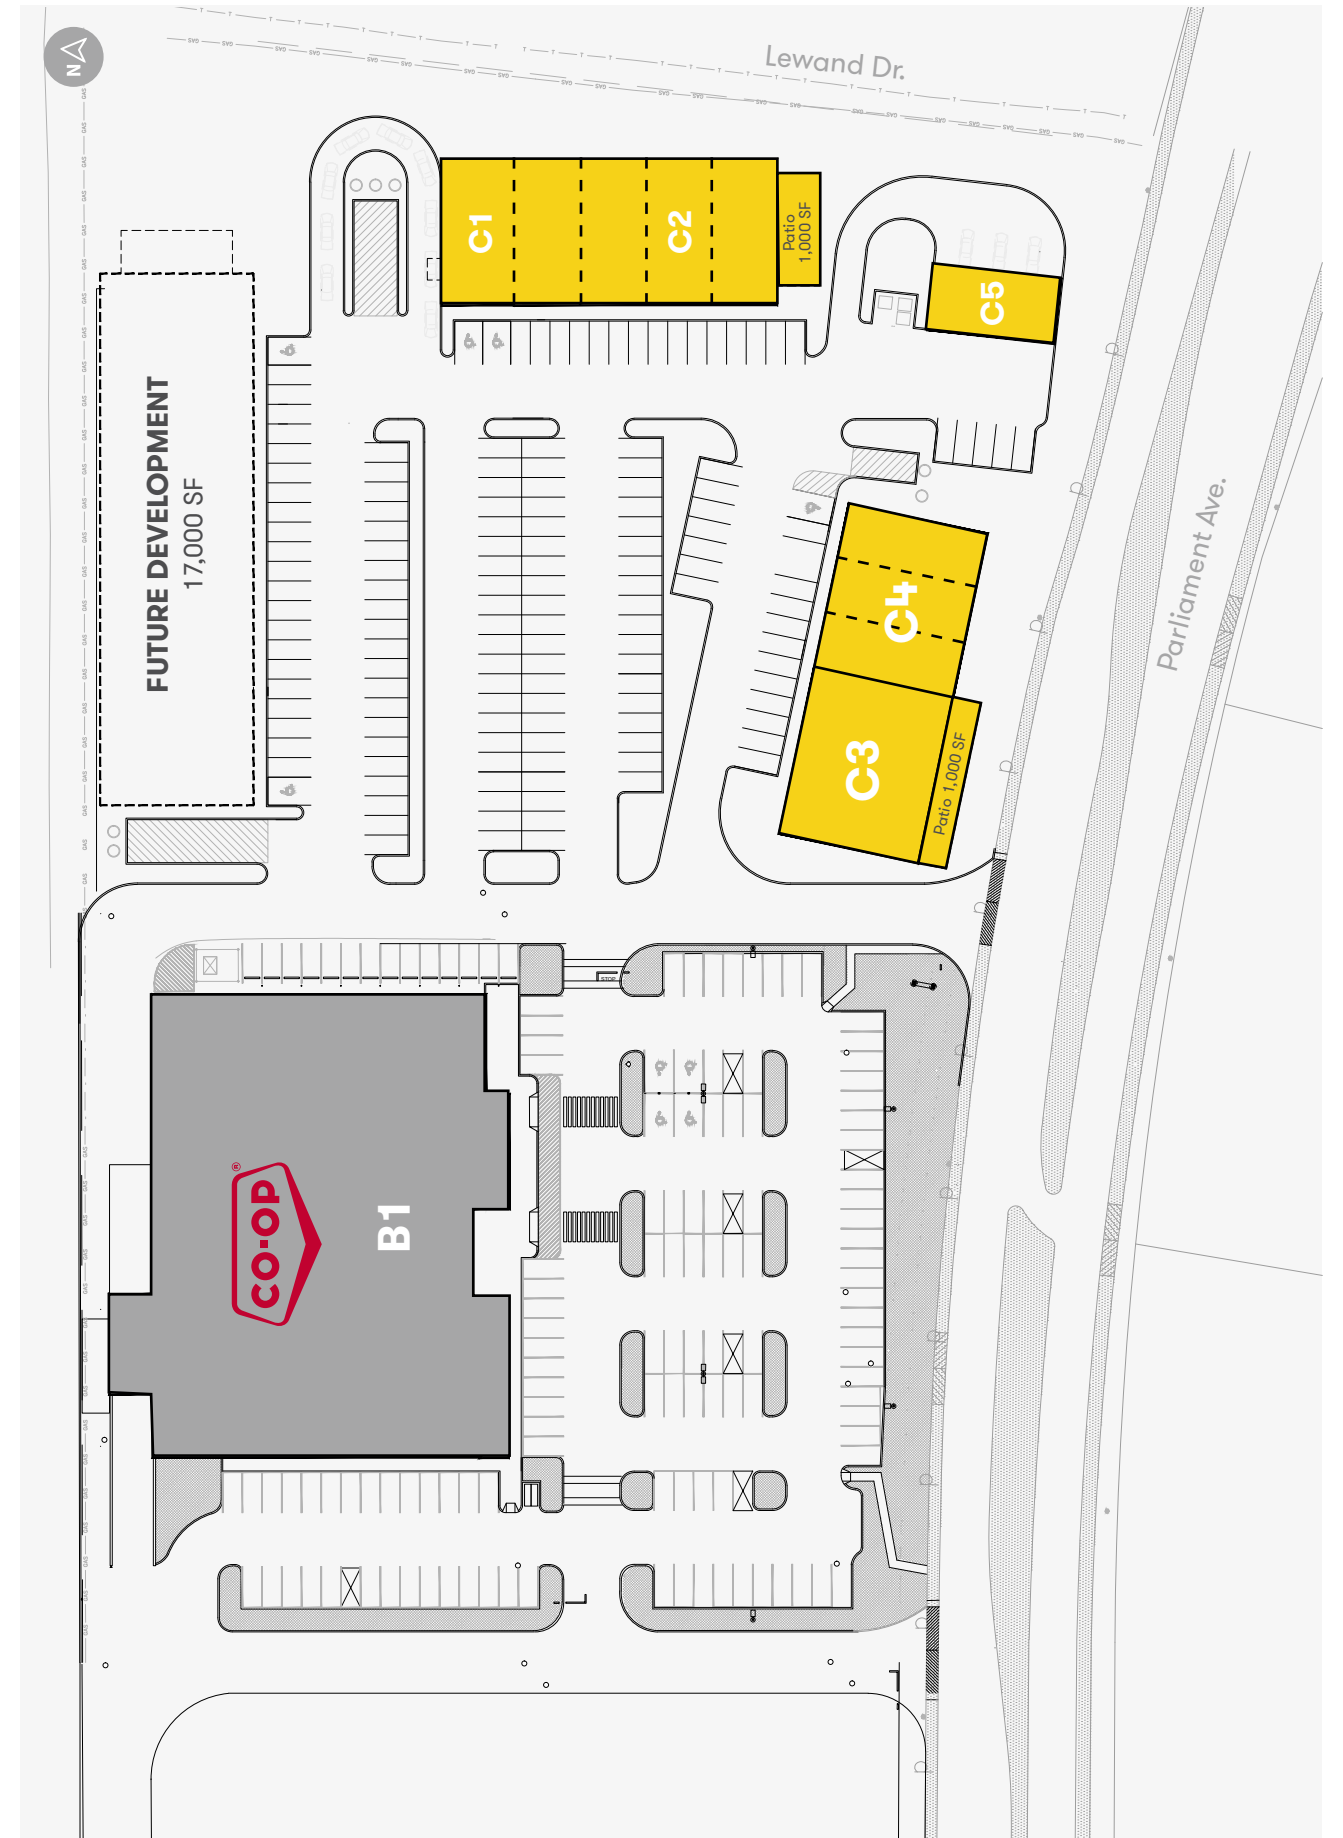 N
Lewand Dr.
C1
C2
Patio
1,000 SF
C5
FUTURE DEVELOPMENT
17,000 SF
C4
C3
Patio 1,000 SF
Parliament Ave.
STOP
CO-OP®
B1